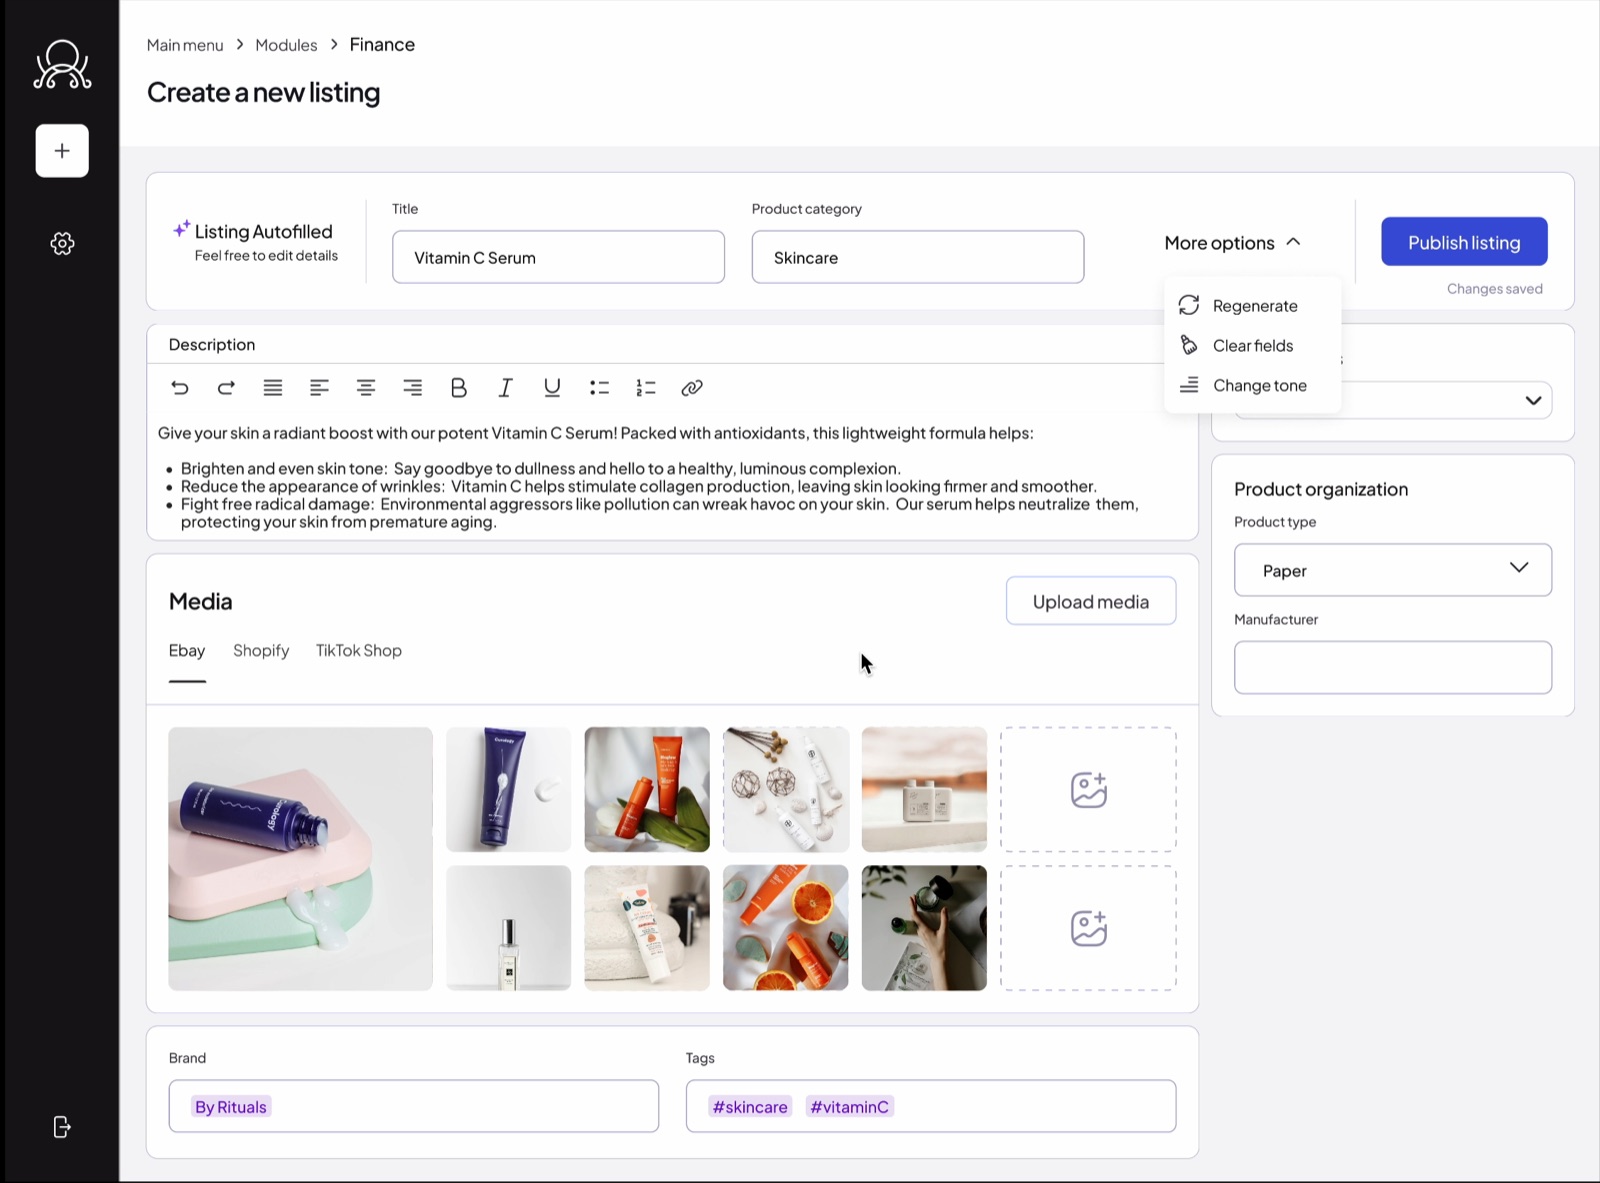 Main menu > Modules > Finance
Create a new listing
Listing Autofilled
Feel free to edit details
Title
Vitamin C Serum
Product category
Skincare
More options
Regenerate
Clear fields
Change tone
Publish listing
Changes saved
Description
Give your skin a radiant boost with our potent Vitamin C Serum! Packed with antioxidants, this lightweight formula helps:
• Brighten and even skin tone: Say goodbye to dullness and hello to a healthy, luminous complexion.
• Reduce the appearance of wrinkles: Vitamin C helps stimulate collagen production, leaving skin looking firmer and smoother.
• Fight free radical damage: Environmental aggressors like pollution can wreak havoc on your skin. Our serum helps neutralize them,
protecting your skin from premature aging.
Product organization
Product type
Paper
Manufacturer
Media
Upload media
Ebay
Shopify
TikTok Shop
Curology
Curology
Brand
By Rituals
Tags
#skincare #vitaminC